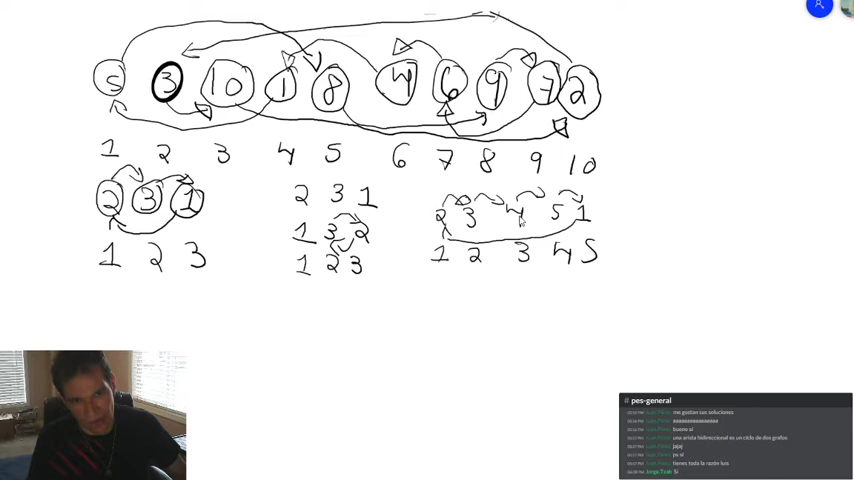 5 3 10 1 8 4 6 9 7 2
1 2 3 4 5 6 7 8 9 10
2 3 1
1 2 3
2 3 1
1 3 2
1 2 3
2 3 4 5 1
1 2 3 4 5
# pes-general
me gustan sus soluciones
aaaaaaaaaaaaaaaa
bueno si
una arista bidireccional es un ciclo de dos grafos
jajaj
ps si
tienes toda la razón luis
Si